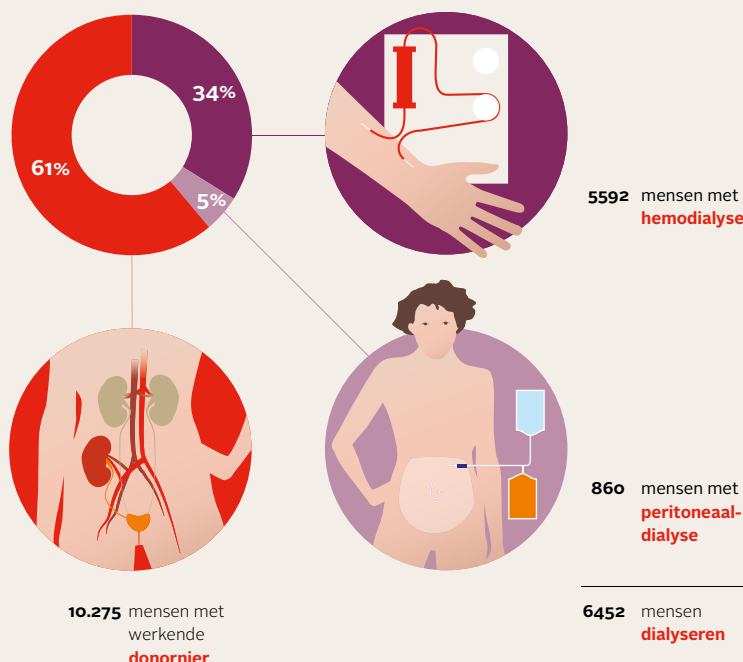 34%
61%
5%
5592 mensen met
hemodialyse
860 mensen met
peritoneaal-
dialyse
10.275 mensen met
werkende
donornier
6452 mensen
dialyseren